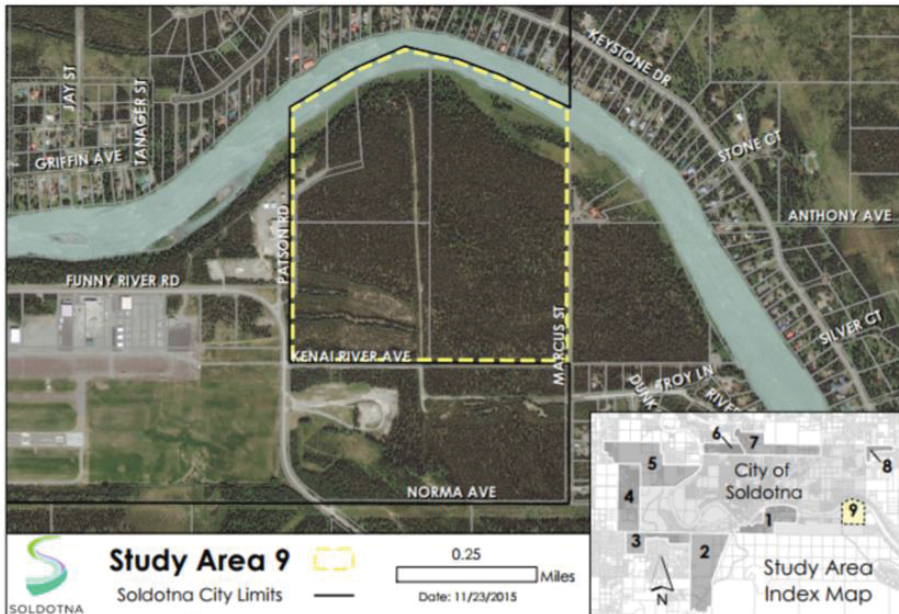 KEYSTONE DR
JAY ST
TANAGER ST
GRIFFIN AVE
STONE CT
ANTHONY AVE
PATSON RD
FUNNY RIVER RD
SILVER CT
MARCUS ST
KENAI RIVER AVE
TROY LN
DUNK
RIVE
NORMA AVE
6
7
5
City of
Soldotna
8
4
9
1
3
2
Study Area
Index Map
N
SOLDOTNA
Study Area 9
Soldotna City Limits
0.25
Miles
Date: 11/23/2015